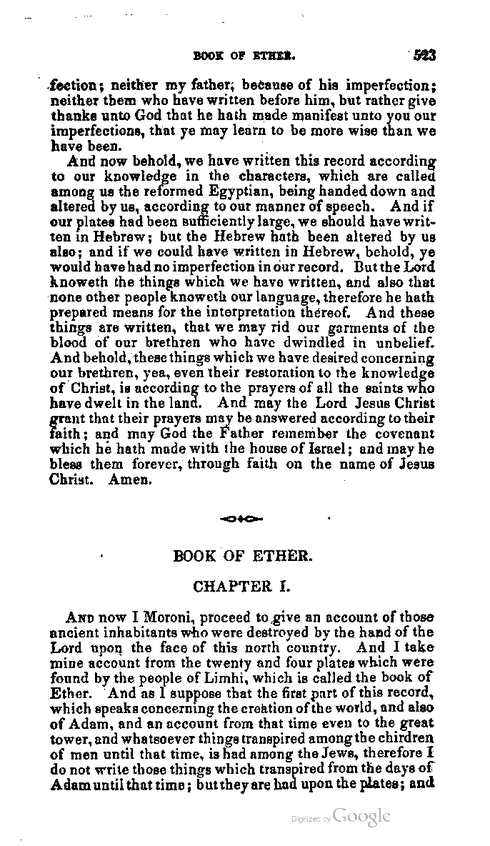 BOOK OF ETHER. 523
fection; neither my father; because of his imperfection;
neither them who have written before him, but rather give
thanks unto God that he hath made manifest unto you our
imperfections, that ye may learn to be more wise than we
have been.
And now behold, we have written this record according
to our knowledge in the characters, which are called
among us the reformed Egyptian, being handed down and
altered by us, according to our manner of speech. And if
our plates had been sufficiently large, we should have writ-
ten in Hebrew; but the Hebrew hath been altered by us
also; and if we could have written in Hebrew, behold, ye
would have had no imperfection in our record. But the Lord
knoweth the things which we have written, and also that
none other people knoweth our language, therefore he hath
prepared means for the interpretation thereof. And these
things are written, that we may rid our garments of the
blood of our brethren who have dwindled in unbelief.
And behold, these things which we have desired concerning
our brethren, yea, even their restoration to the knowledge
of Christ, is according to the prayers of all the saints who
have dwelt in the land. And may the Lord Jesus Christ
grant that their prayers may be answered according to their
faith; and may God the Father remember the covenant
which he hath made with the house of Israel; and may he
bless them forever, through faith on the name of Jesus
Christ. Amen.
BOOK OF ETHER.
CHAPTER I.
AND now I Moroni, proceed to give an account of those
ancient inhabitants who were destroyed by the hand of the
Lord upon the face of this north country. And I take
mine account from the twenty and four plates which were
found by the people of Limhi, which is called the book of
Ether. And as I suppose that the first part of this record,
which speaks concerning the creation of the world, and also
of Adam, and an account from that time even to the great
tower, and whatsoever things transpired among the chirdren
of men until that time, is had among the Jews, therefore I
do not write those things which transpired from the days of
Adam until that time; but they are had upon the plates; and
Digitized by Google